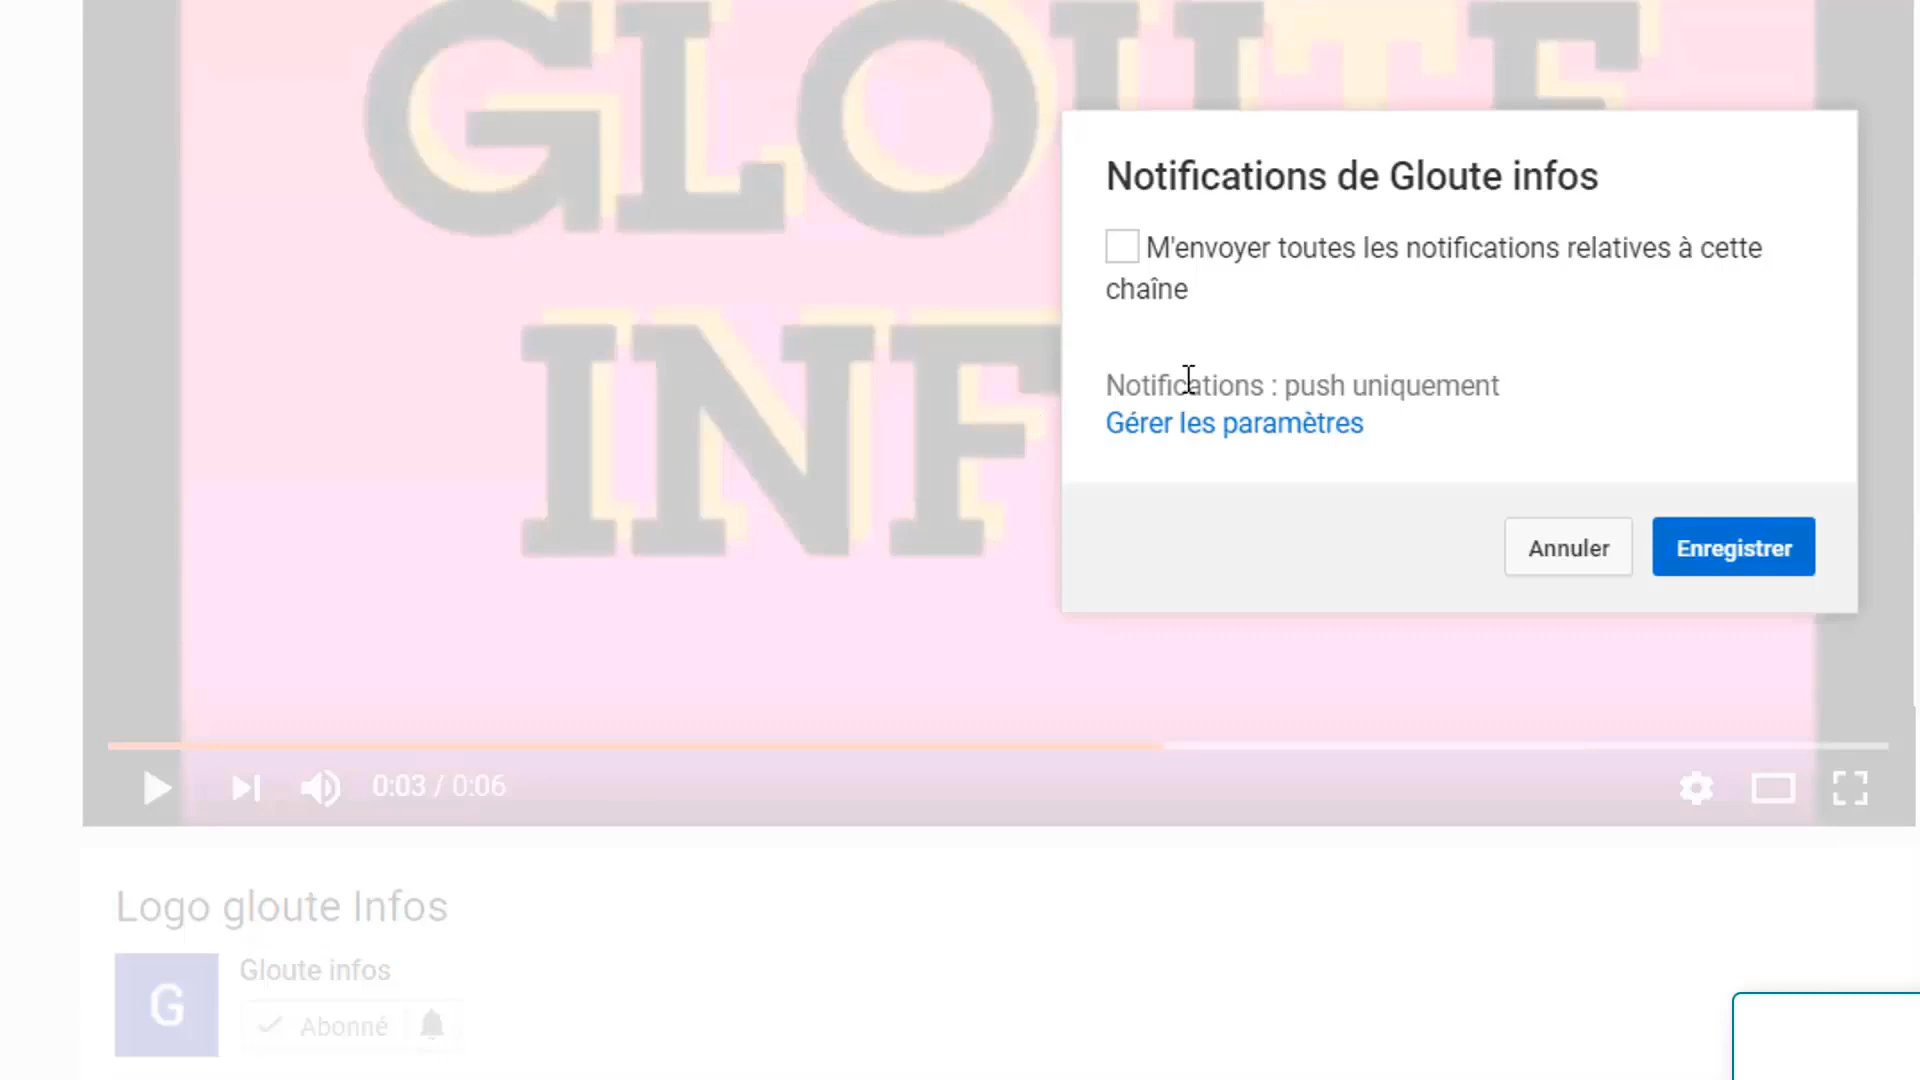 GLOUTE
INF
Notifications de Gloute infos
M'envoyer toutes les notifications relatives à cette
chaîne
Notifications : push uniquement
Gérer les paramètres
Annuler
Enregistrer
0:03 / 0:06
Logo gloute Infos
G
Gloute infos
Abonné